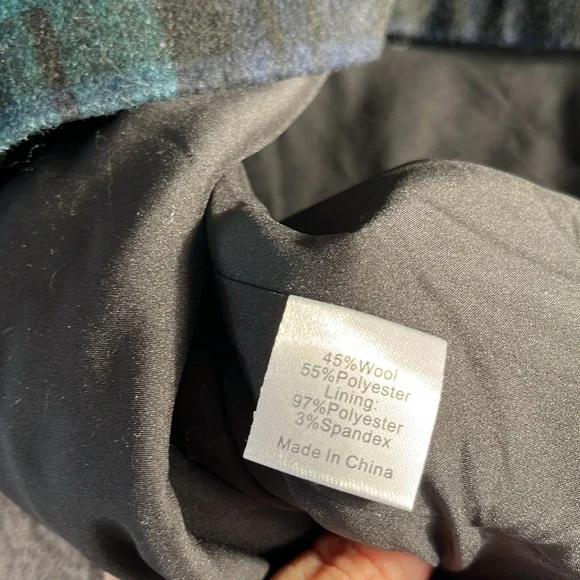 45%Wool
55%Polyester
Lining:
97%Polyester
3%Spandex
Made In China